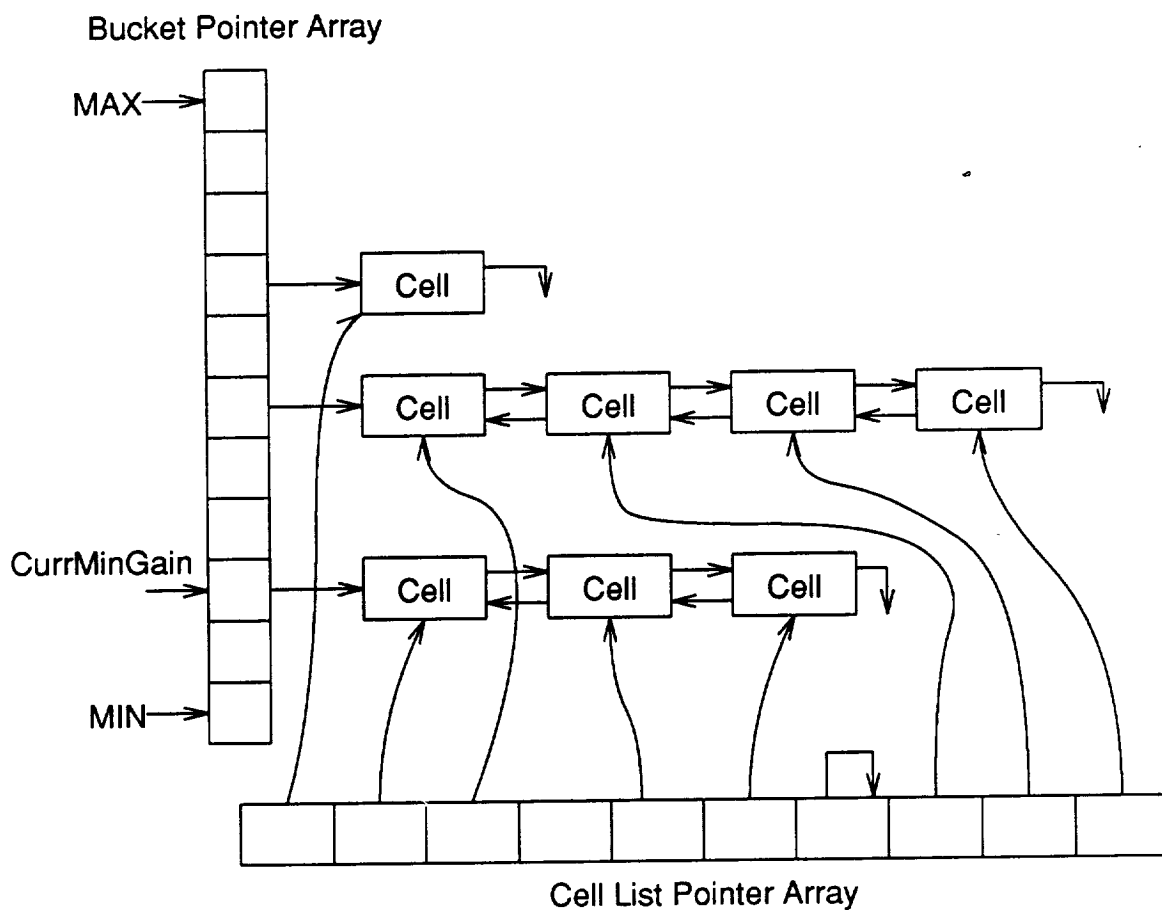 Bucket Pointer Array
MAX
Cell
Cell Cell Cell Cell
CurrMinGain
Cell Cell Cell
MIN
Cell List Pointer Array